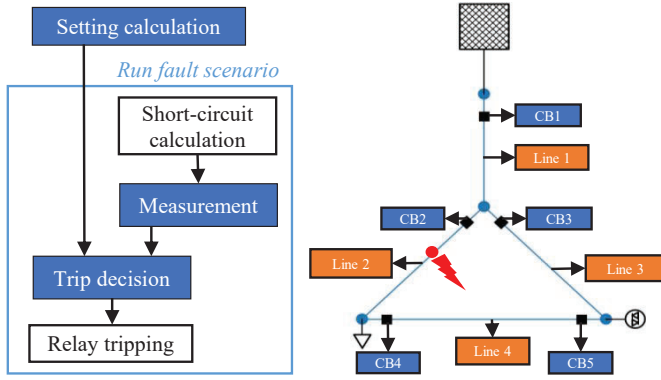 Setting calculation
Run fault scenario
Short-circuit
calculation
Measurement
Trip decision
Relay tripping
CB1
Line 1
CB2
CB3
Line 2
Line 3
CB4
Line 4
CB5